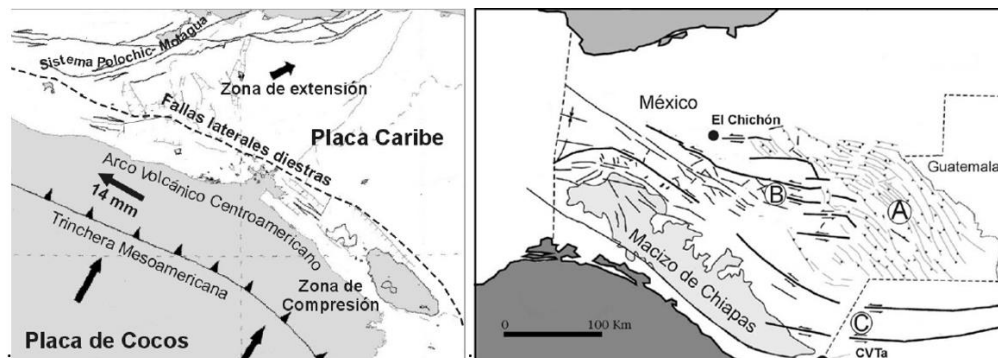 Sistema Polochic- Motagua
Zona de extensión
Fallas laterales diestras
Placa Caribe
Arco Volcánico Centroamericano
14 mm
Trinchera Mesoamericana
Zona de
Compresión
Placa de Cocos
México
El Chichón
Guatemala
B
A
Macizo de Chiapas
C
0
100 Km
CVTa